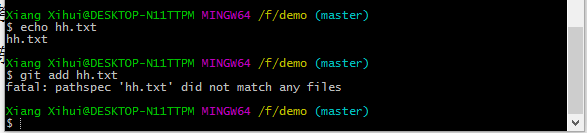 Xiang Xihui@DESKTOP-N11TTPM MINGW64 /f/demo (master)
$ echo hh.txt
hh.txt
Xiang Xihui@DESKTOP-N11TTPM MINGW64 /f/demo (master)
$ git add hh.txt
fatal: pathspec 'hh.txt' did not match any files
Xiang Xihui@DESKTOP-N11TTPM MINGW64 /f/demo (master)
$